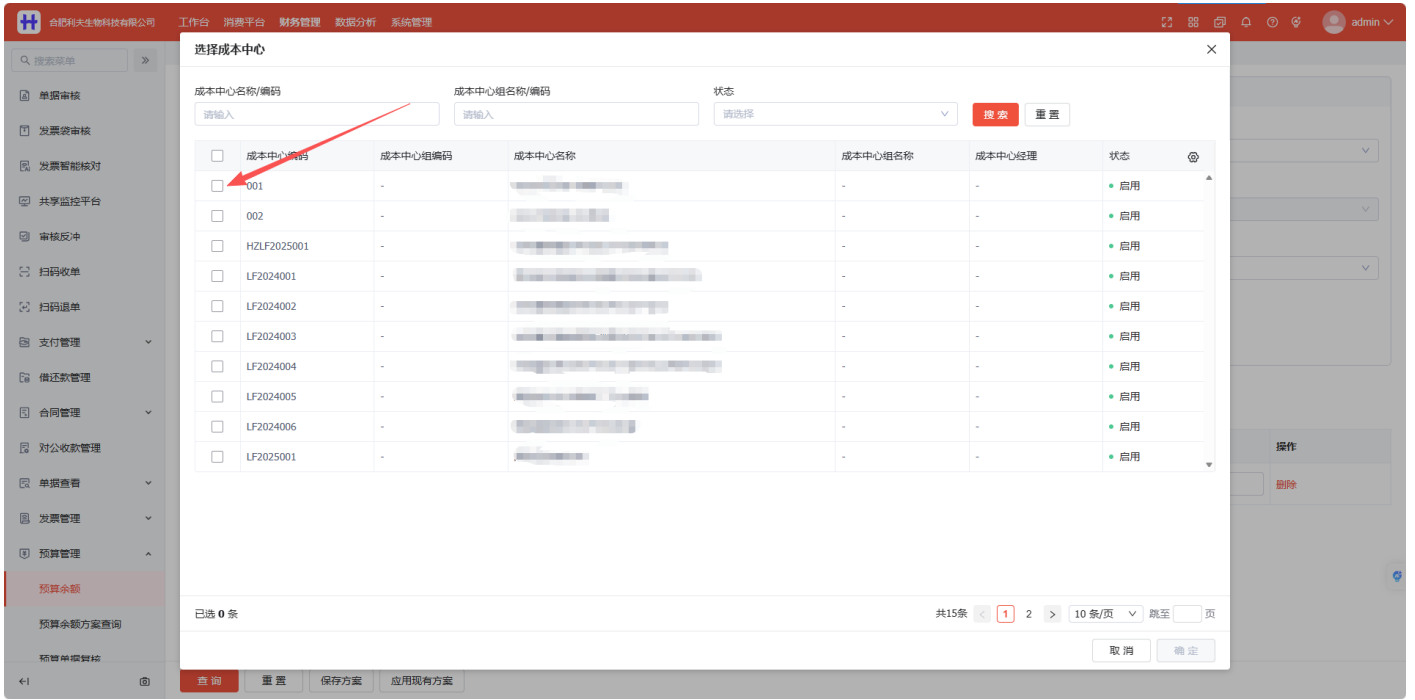 合肥利夫生物科技有限公司 工作台 消费平台 财务管理 数据分析 系统管理 admin
搜索菜单
单据审核
发票袋审核
发票智能核对
共享监控平台
审核反冲
扫码收单
扫码退单
支付管理
借还款管理
合同管理
对公收款管理
单据查看
发票管理
预算管理
预算余额
预算余额方案查询
预算单据复核
选择成本中心
成本中心名称/编码 成本中心组名称/编码 状态
请输入 请输入 请选择 搜索 重置
成本中心编码 成本中心组编码 成本中心名称 成本中心组名称 成本中心经理 状态
001 - - - 启用
002 - - - 启用
HZLF2025001 - - - 启用
LF2024001 - - - 启用
LF2024002 - - - 启用
LF2024003 - - - 启用
LF2024004 - - - 启用
LF2024005 - - - 启用
LF2024006 - - - 启用
LF2025001 - - - 启用
已选 0 条 共15条 < 1 2 > 10 条/页 跳至 页
取消 确定
操作
删除
查询 重置 保存方案 应用现有方案